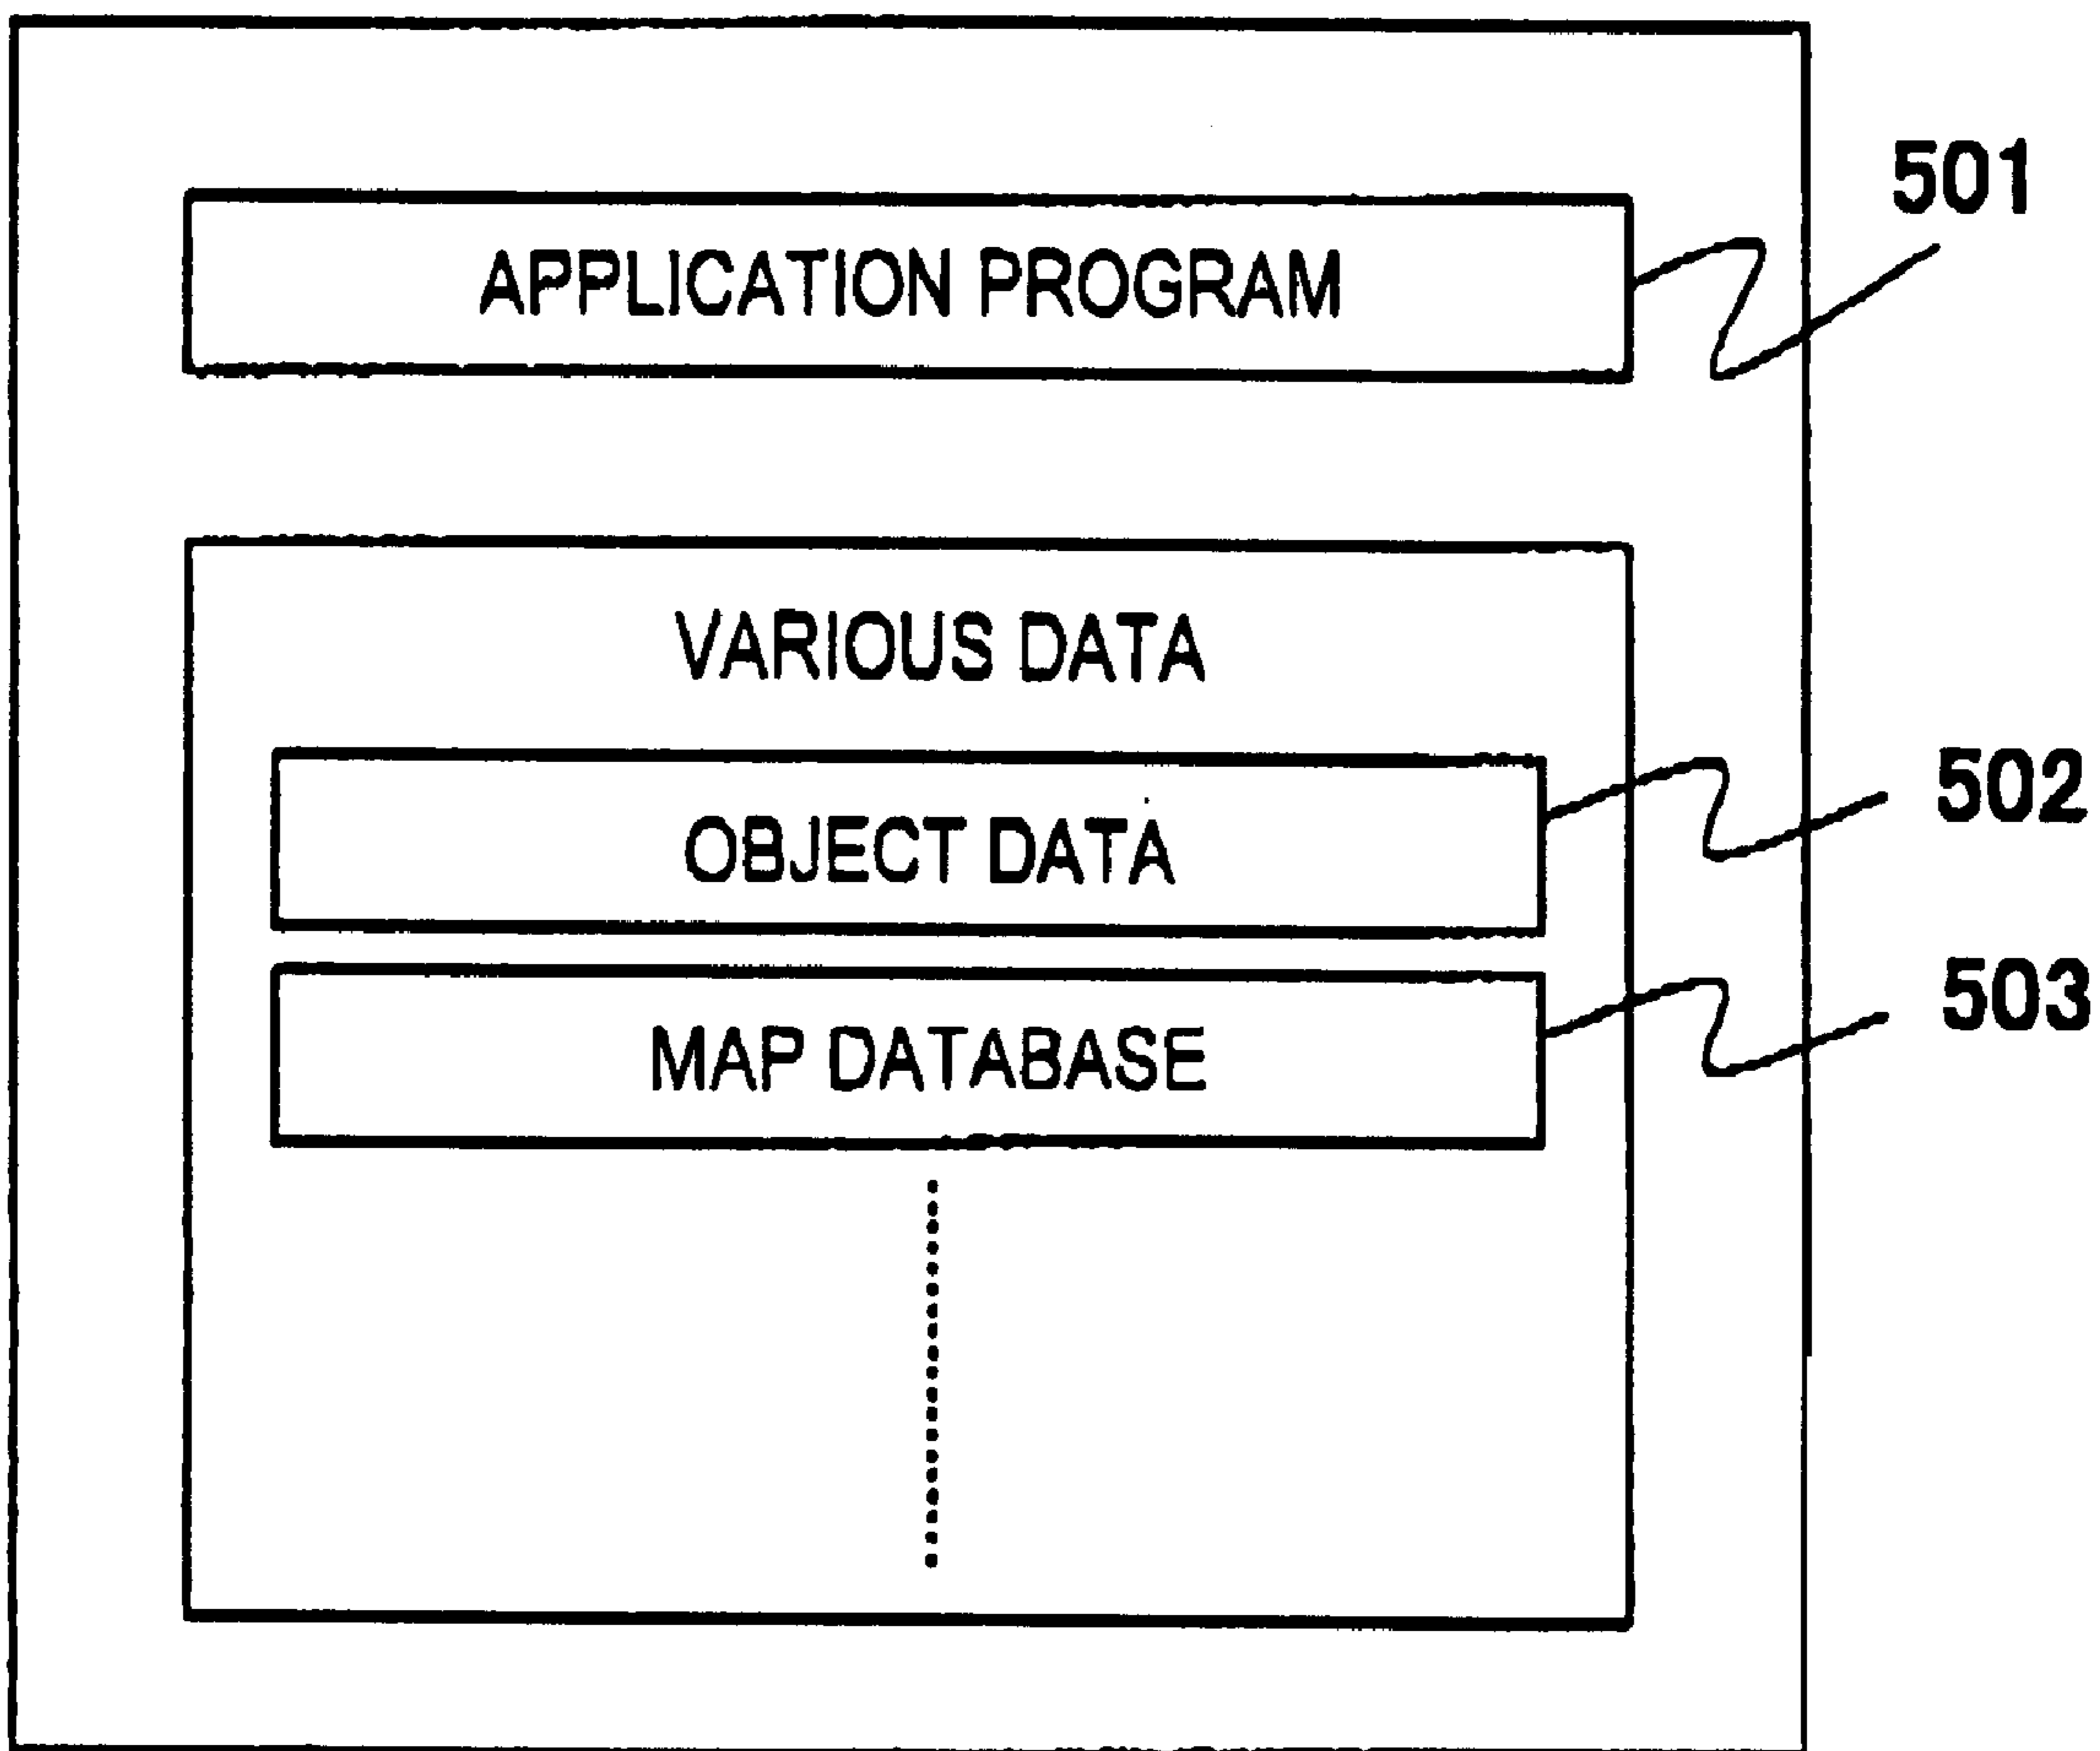 501
APPLICATION PROGRAM
VARIOUS DATA
502
OBJECT DATA
503
MAP DATABASE